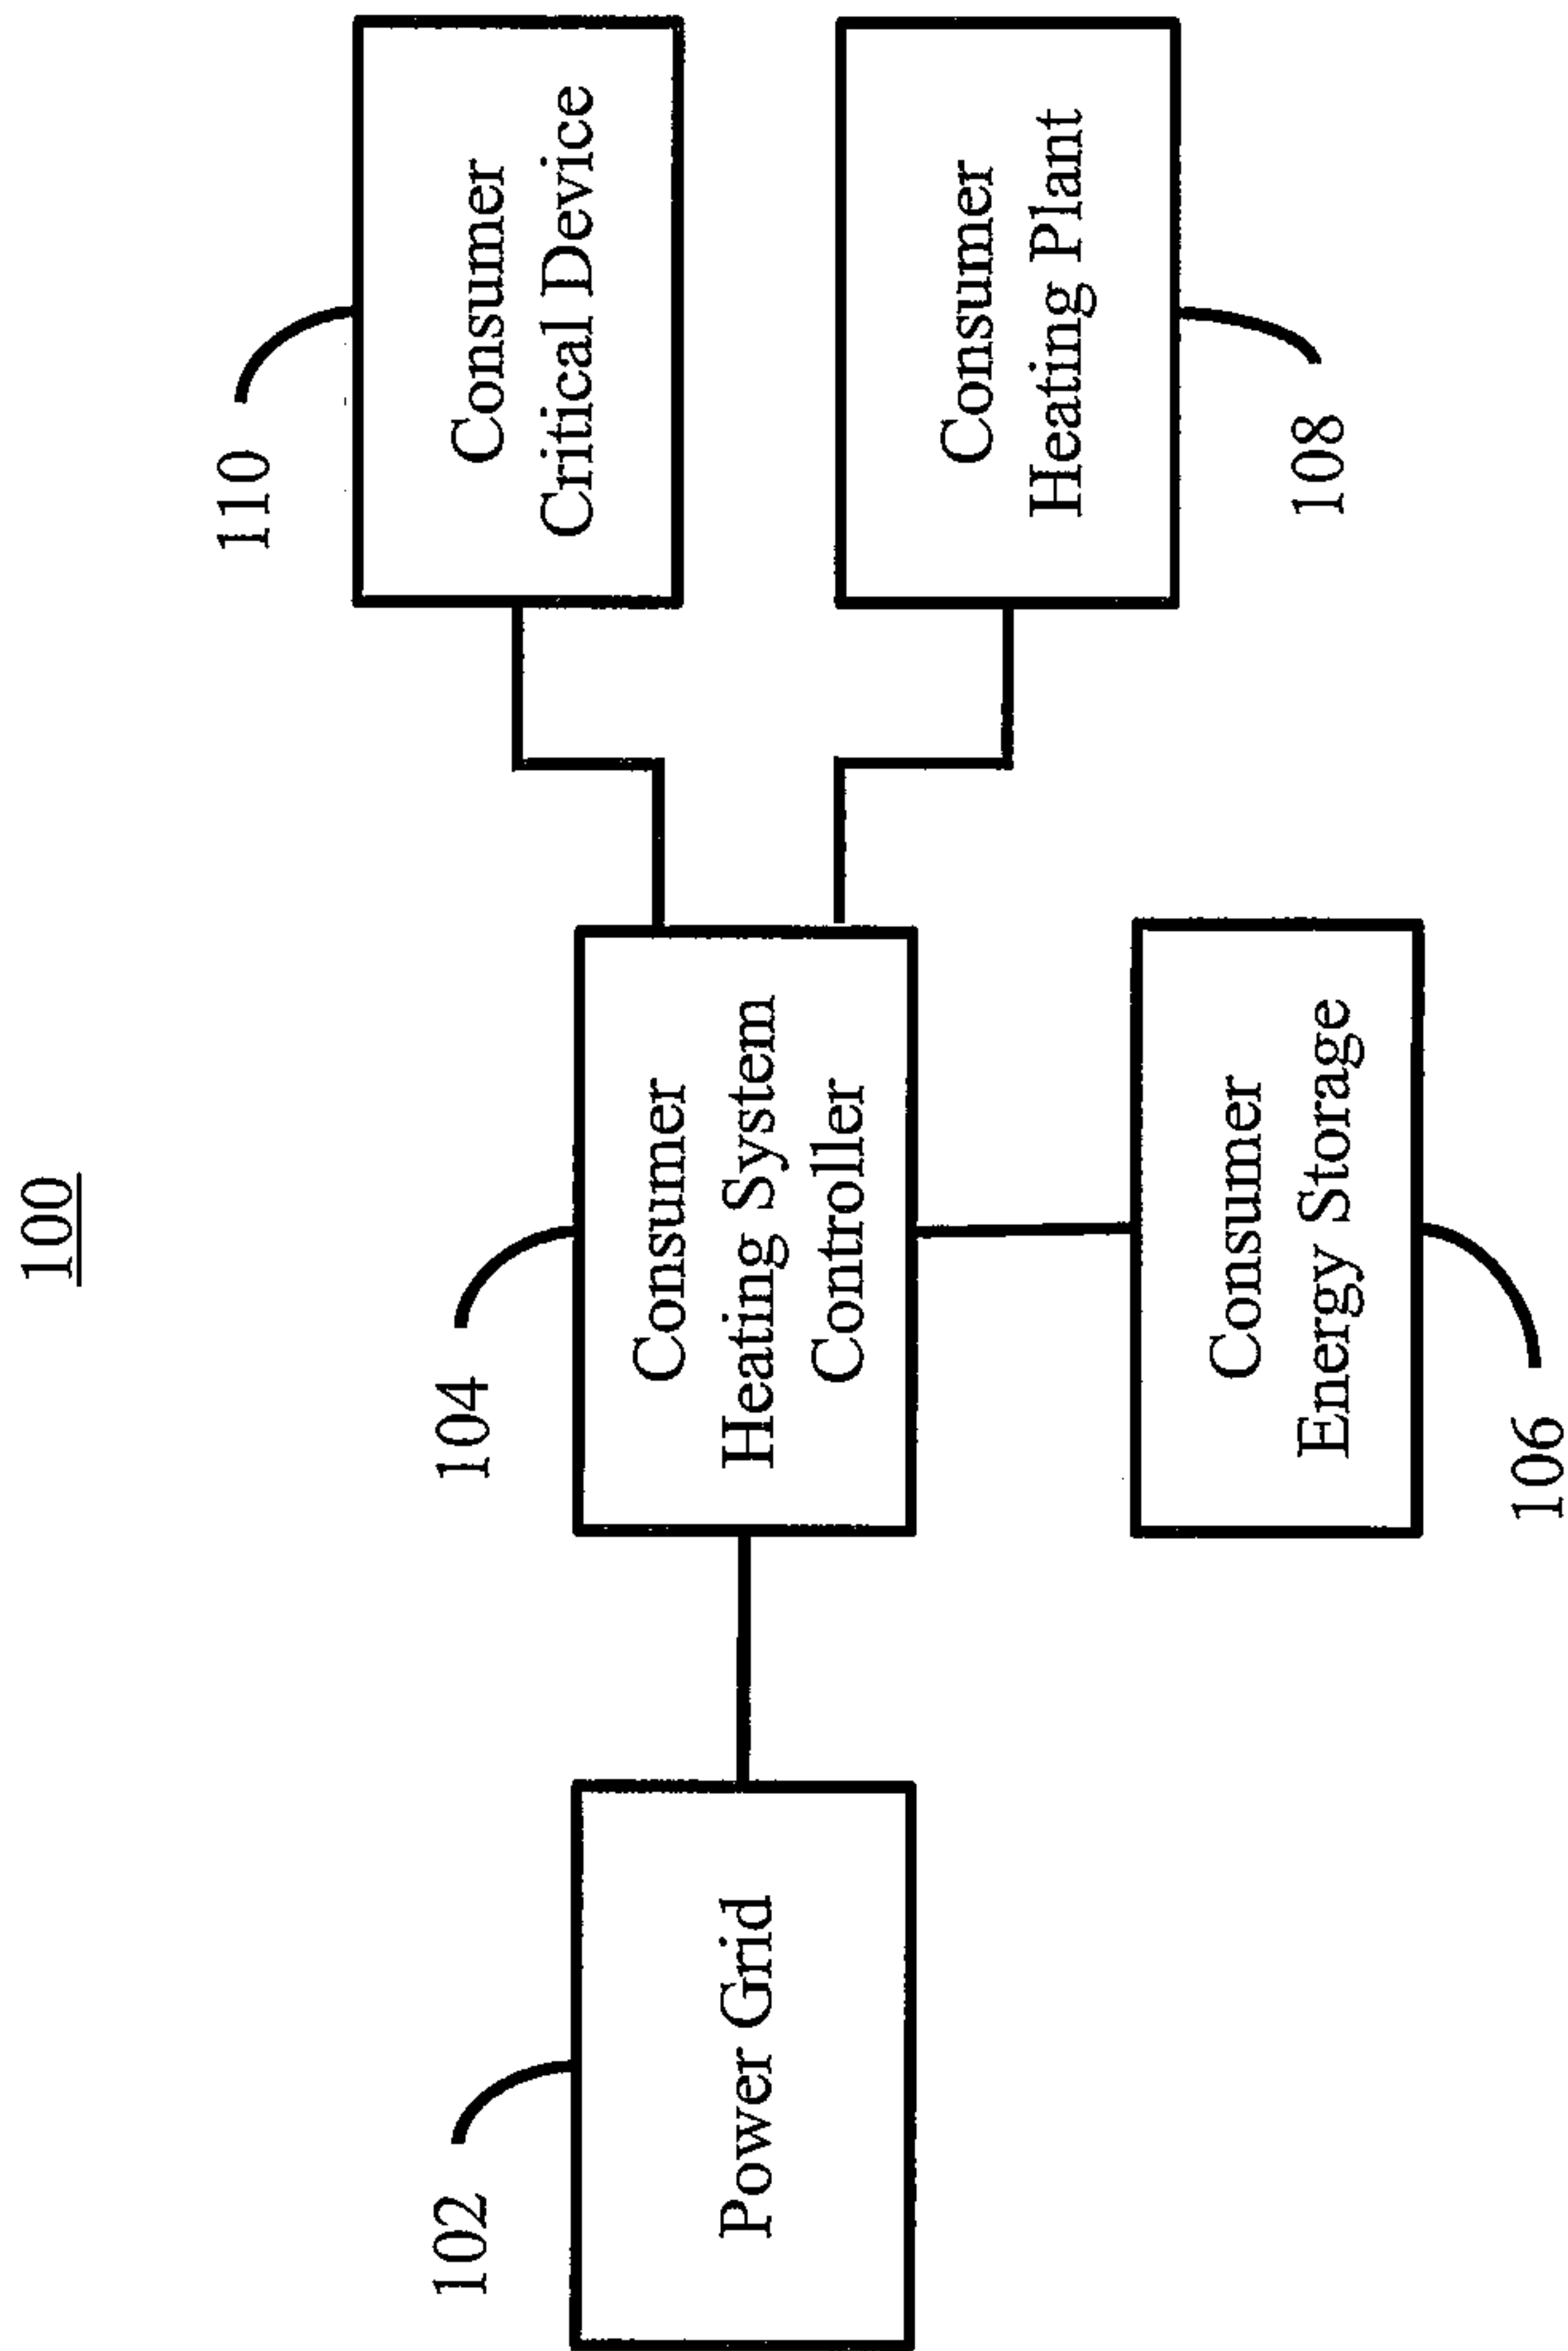 100
110
Consumer
Critical Device
104
Consumer
Heating System
Controller
102
Power Grid
Consumer
Heating Plant
108
Consumer
Energy Storage
106